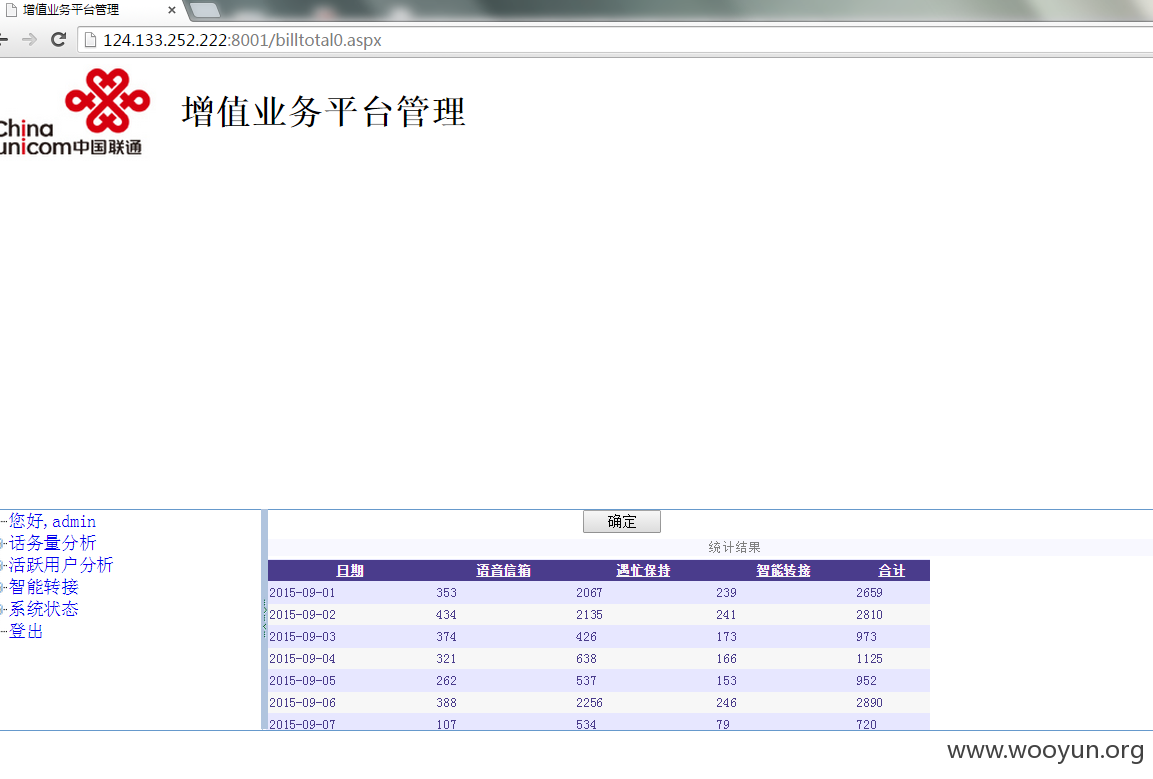 增值业务平台管理
124.133.252.222:8001/billtotal0.aspx
China
unicom中国联通
增值业务平台管理
您好,admin
话务量分析
活跃用户分析
智能转接
系统状态
登出
确定
统计结果
日期 语音信箱 遇忙保持 智能转接 合计
2015-09-01 353 2067 239 2659
2015-09-02 434 2135 241 2810
2015-09-03 374 426 173 973
2015-09-04 321 638 166 1125
2015-09-05 262 537 153 952
2015-09-06 388 2256 246 2890
2015-09-07 107 534 79 720
www.wooyun.org